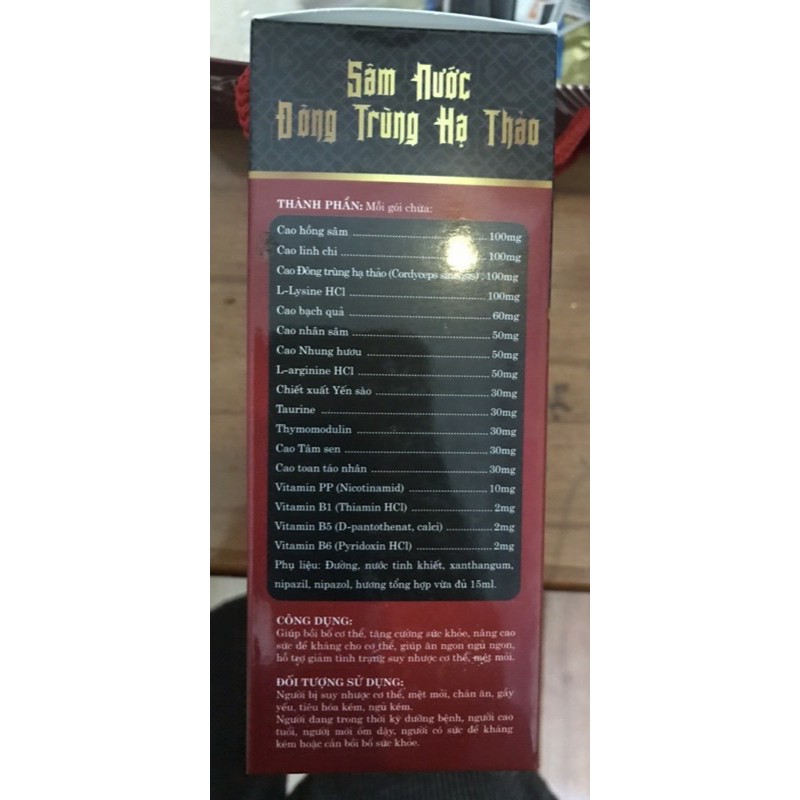 Sâm Nước
Đông Trùng Hạ Thảo
THÀNH PHẦN: Mỗi gói chứa:
Cao hồng sâm ........ 100mg
Cao linh chi ........ 100mg
Cao Đông trùng hạ thảo (Cordyceps sinensis) . 100mg
L-Lysine HCl ........ 100mg
Cao bạch quả ........ 60mg
Cao nhân sâm ........ 50mg
Cao Nhung hươu ........ 50mg
L-arginine HCl ........ 50mg
Chiết xuất Yến sào ........ 30mg
Taurine ........ 30mg
Thymomodulin ........ 30mg
Cao Tâm sen ........ 30mg
Cao toan táo nhân ........ 30mg
Vitamin PP (Nicotinamid) ........ 10mg
Vitamin B1 (Thiamin HCl) ........ 2mg
Vitamin B5 (D-pantothenat, calci) ........ 2mg
Vitamin B6 (Pyridoxin HCl) ........ 2mg
Phụ liệu: Đường, nước tinh khiết, xanthangum,
nipazil, nipazol, hương tổng hợp vừa đủ 15ml.
CÔNG DỤNG:
Giúp bồi bổ cơ thể, tăng cường sức khỏe, nâng cao
sức đề kháng cho cơ thể, giúp ăn ngon ngủ ngon,
hỗ trợ giảm tình trạng suy nhược cơ thể, mệt mỏi.
ĐỐI TƯỢNG SỬ DỤNG:
Người bị suy nhược cơ thể, mệt mỏi, chán ăn, gầy
yếu, tiêu hóa kém, ngủ kém.
Người đang trong thời kỳ dưỡng bệnh, người cao
tuổi, người mới ốm dậy, người có sức đề kháng
kém hoặc cần bồi bổ sức khỏe.